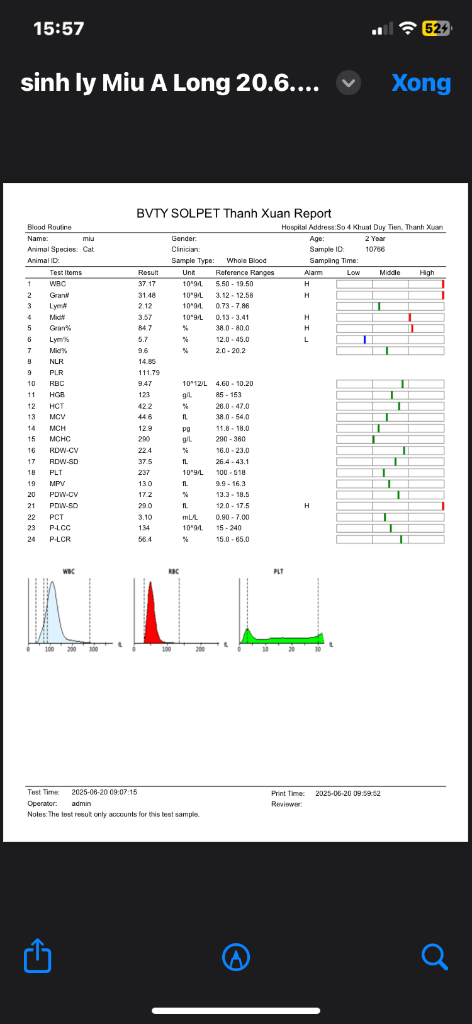 15:57
52
sinh ly Miu A Long 20.6....
Xong
BVTY SOLPET Thanh Xuan Report
Blood Routine Hospital Address:So 4 Khuat Duy Tien, Thanh Xuan
Name: miu Gender: Age: 2 Year
Animal Species: Cat Clinician: Sample ID: 10766
Animal ID: Sample Type: Whole Blood Sampling Time:
Test Items Result Unit Reference Ranges Alarm Low Middle High
1 WBC 37.17 10^9/L 5.50 - 19.50 H
2 Gran# 31.48 10^9/L 3.12 - 12.58 H
3 Lym# 2.12 10^9/L 0.73 - 7.86
4 Mid# 3.57 10^9/L 0.13 - 3.41 H
5 Gran% 84.7 % 38.0 - 80.0 H
6 Lym% 5.7 % 12.0 - 45.0 L
7 Mid% 9.6 % 2.0 - 20.2
8 NLR 14.85
9 PLR 111.79
10 RBC 9.47 10^12/L 4.60 - 10.20
11 HGB 123 g/L 85 - 153
12 HCT 42.2 % 26.0 - 47.0
13 MCV 44.6 fL 38.0 - 54.0
14 MCH 12.9 pg 11.8 - 18.0
15 MCHC 290 g/L 290 - 360
16 RDW-CV 22.4 % 16.0 - 23.0
17 RDW-SD 37.5 fL 26.4 - 43.1
18 PLT 237 10^9/L 100 - 518
19 MPV 13.0 fL 9.9 - 16.3
20 PDW-CV 17.2 % 13.3 - 18.5
21 PDW-SD 29.0 fL 12.0 - 17.5 H
22 PCT 3.10 mL/L 0.90 - 7.00
23 P-LCC 134 10^9/L 15 - 240
24 P-LCR 56.4 % 15.0 - 65.0
WBC RBC PLT
0 100 200 300 fL 0 100 200 fL 0 10 20 30 fL
Test Time: 2025-06-20 09:07:15 Print Time: 2025-06-20 09:59:52
Operator: admin Reviewer:
Notes:The test result only accounts for this test sample.